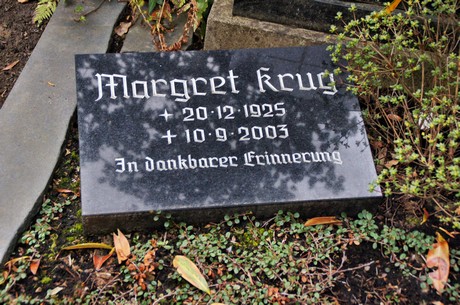 Margret Krug
+ 20·12·1925
+ 10·9·2003
In dankbarer Erinnerung